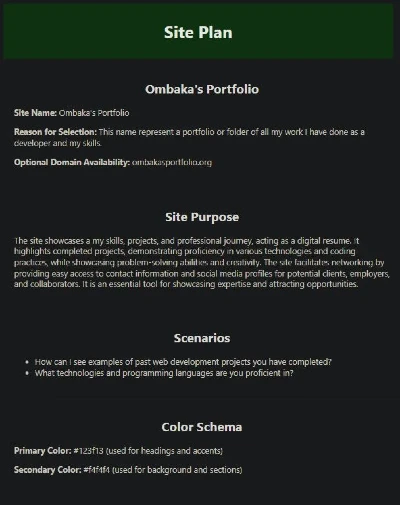 Site Plan
Ombaka's Portfolio
Site Name: Ombaka's Portfolio
Reason for Selection: This name represent a portfolio or folder of all my work I have done as a
developer and my skills.
Optional Domain Availability: ombakasportfolio.org
Site Purpose
The site showcases a my skills, projects, and professional journey, acting as a digital resume. It
highlights completed projects, demonstrating proficiency in various technologies and coding
practices, while showcasing problem-solving abilities and creativity. The site facilitates networking by
providing easy access to contact information and social media profiles for potential clients, employers,
and collaborators. It is an essential tool for showcasing expertise and attracting opportunities.
Scenarios
• How can I see examples of past web development projects you have completed?
• What technologies and programming languages are you proficient in?
Color Schema
Primary Color: #123f13 (used for headings and accents)
Secondary Color: #f4f4f4 (used for background and sections)